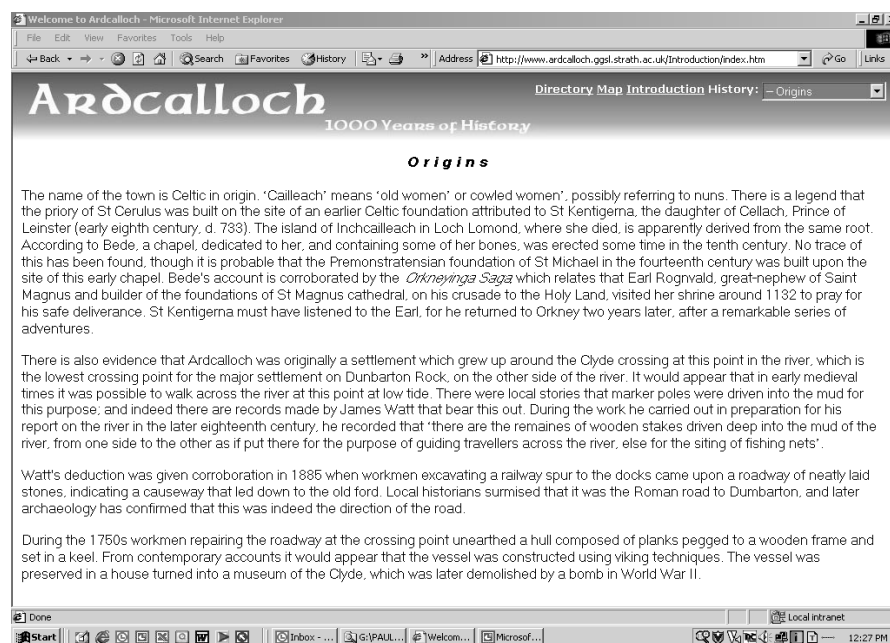 Welcome to Ardcalloch - Microsoft Internet Explorer
File Edit View Favorites Tools Help
Back Search Favorites History » Address http://www.ardcalloch.ggsl.strath.ac.uk/Introduction/index.htm Go Links
Ardcalloch
Directory Map Introduction History: -- Origins
1000 Years of History
Origins
The name of the town is Celtic in origin. ‘Cailleach’ means ‘old women’ or cowled women’, possibly referring to nuns. There is a legend that
the priory of St Cerulus was built on the site of an earlier Celtic foundation attributed to St Kentigerna, the daughter of Cellach, Prince of
Leinster (early eighth century, d. 733). The island of Inchcailleach in Loch Lomond, where she died, is apparently derived from the same root.
According to Bede, a chapel, dedicated to her, and containing some of her bones, was erected some time in the tenth century. No trace of
this has been found, though it is probable that the Premonstratensian foundation of St Michael in the fourteenth century was built upon the
site of this early chapel. Bede's account is corroborated by the Orkneyinga Saga which relates that Earl Rognvald, great-nephew of Saint
Magnus and builder of the foundations of St Magnus cathedral, on his crusade to the Holy Land, visited her shrine around 1132 to pray for
his safe deliverance. St Kentigerna must have listened to the Earl, for he returned to Orkney two years later, after a remarkable series of
adventures.
There is also evidence that Ardcalloch was originally a settlement which grew up around the Clyde crossing at this point in the river, which is
the lowest crossing point for the major settlement on Dunbarton Rock, on the other side of the river. It would appear that in early medieval
times it was possible to walk across the river at this point at low tide. There were local stories that marker poles were driven into the mud for
this purpose; and indeed there are records made by James Watt that bear this out. During the work he carried out in preparation for his
report on the river in the later eighteenth century, he recorded that ‘there are the remaines of wooden stakes driven deep into the mud of the
river, from one side to the other as if put there for the purpose of guiding travellers across the river, else for the siting of fishing nets’.
Watt's deduction was given corroboration in 1885 when workmen excavating a railway spur to the docks came upon a roadway of neatly laid
stones, indicating a causeway that led down to the old ford. Local historians surmised that it was the Roman road to Dumbarton, and later
archaeology has confirmed that this was indeed the direction of the road.
During the 1750s workmen repairing the roadway at the crossing point unearthed a hull composed of planks pegged to a wooden frame and
set in a keel. From contemporary accounts it would appear that the vessel was constructed using viking techniques. The vessel was
preserved in a house turned into a museum of the Clyde, which was later demolished by a bomb in World War II.
Done Local intranet
Start Inbox - ... G:\PAUL... Welcom... Microsof... 12:27 PM